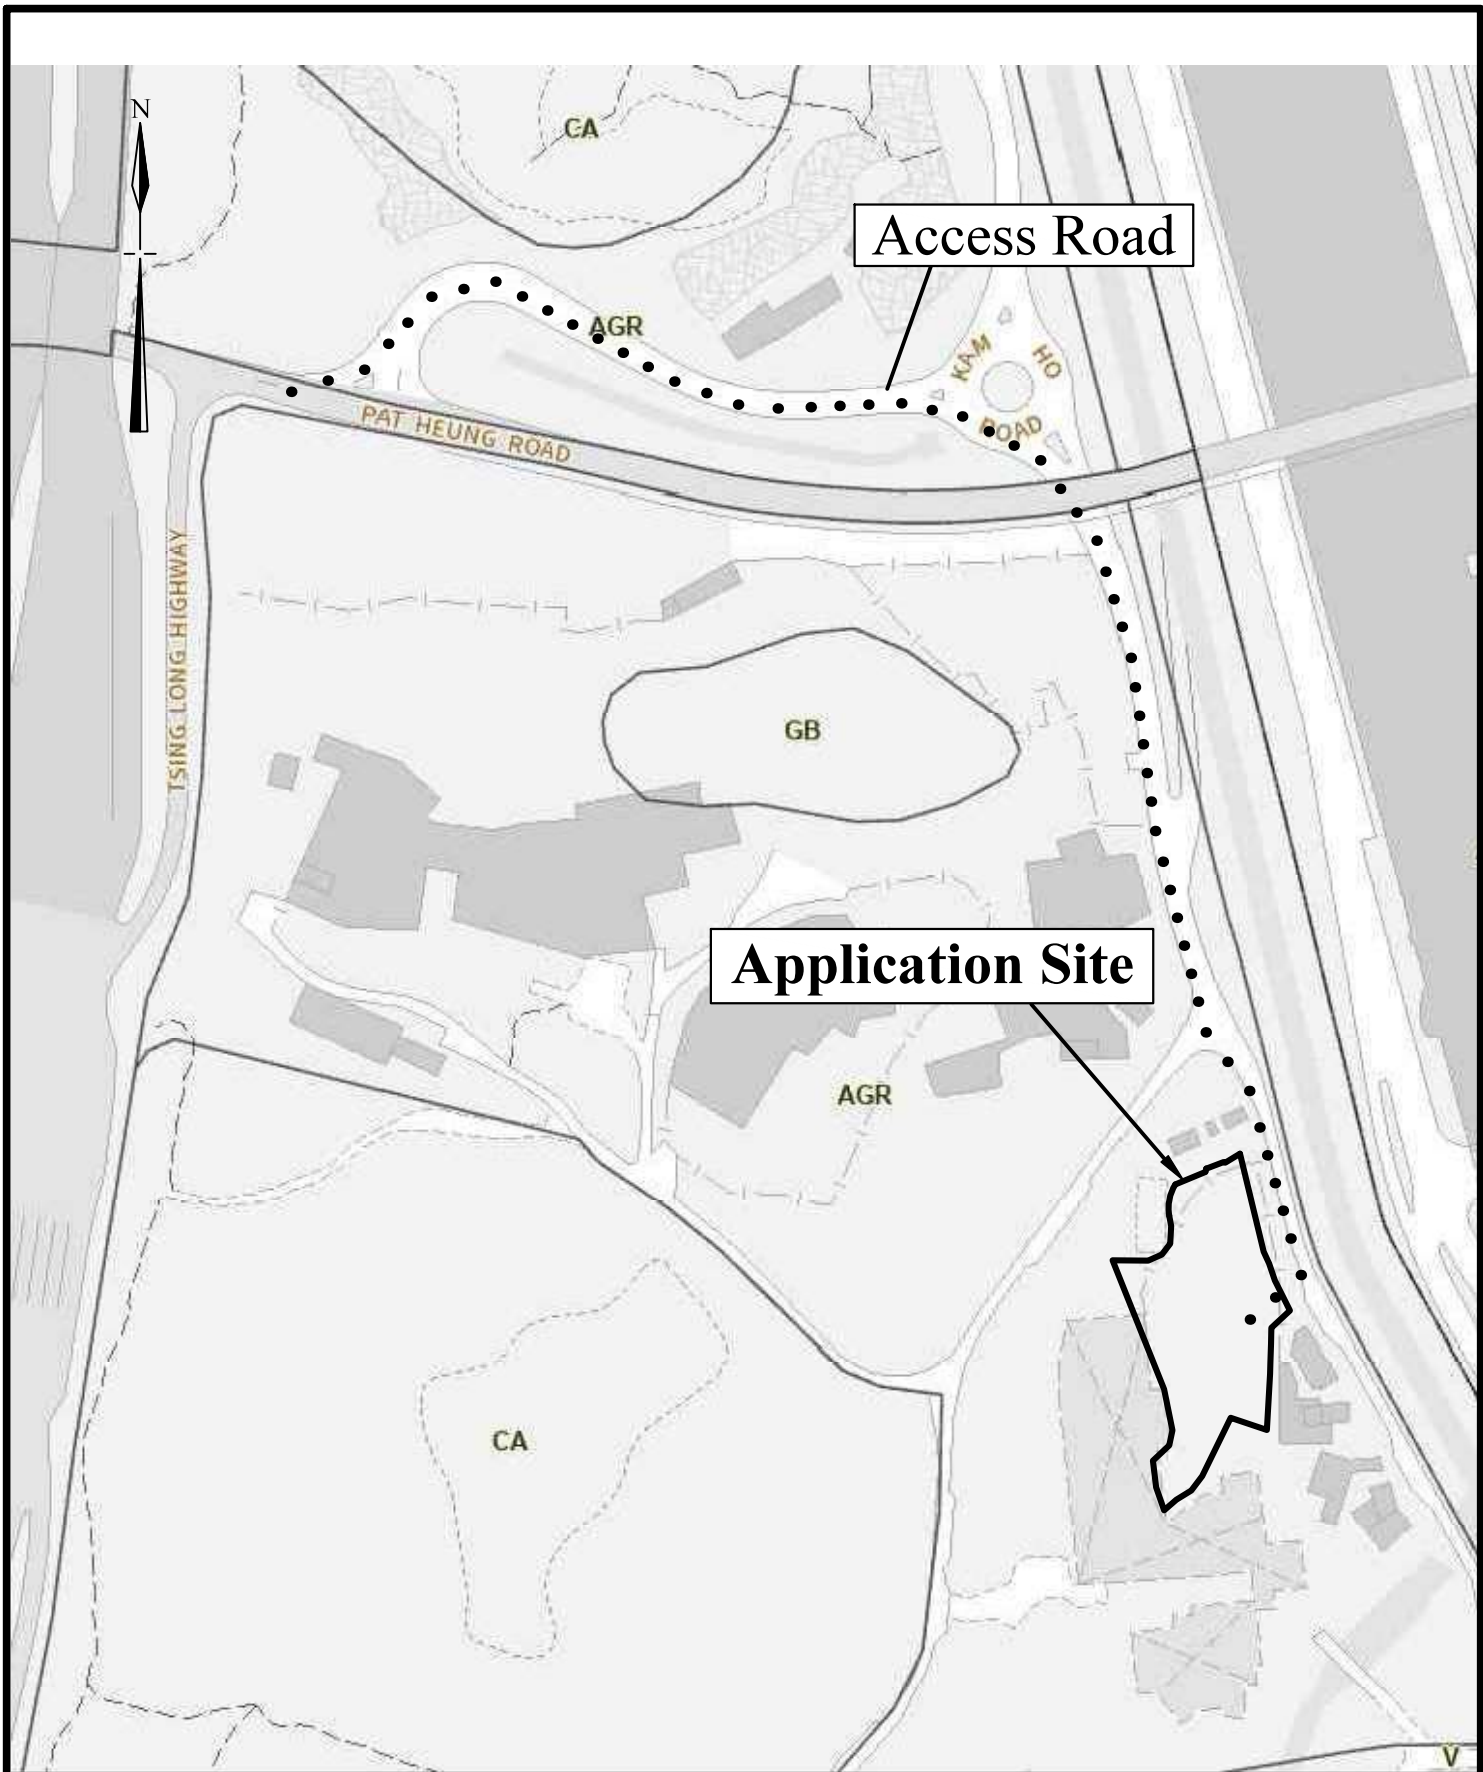 N
CA
Access Road
AGR
KAM
HO
ROAD
PAT HEUNG ROAD
TSING LONG HIGHWAY
GB
Application Site
AGR
CA
V